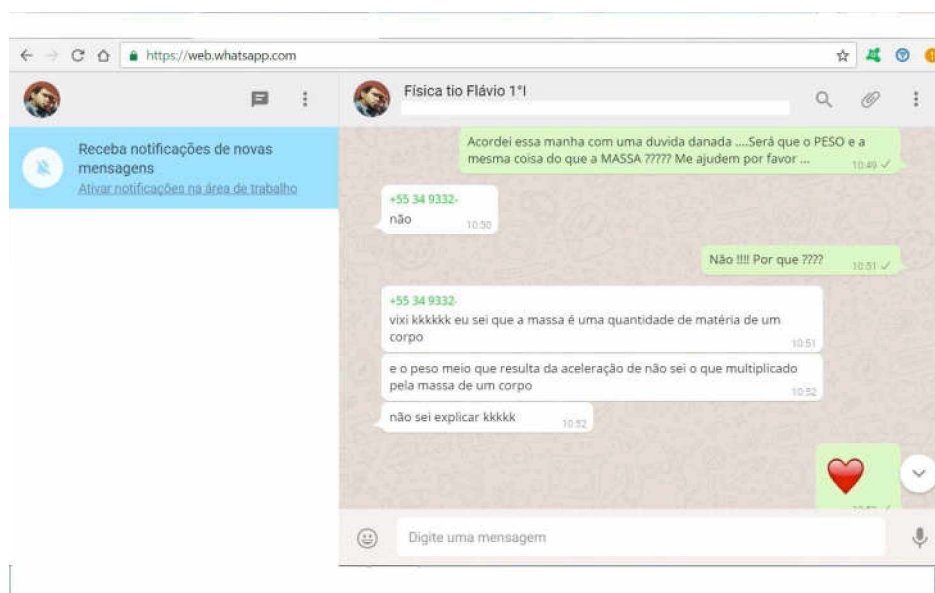 https://web.whatsapp.com
Física tio Flávio 1°I
Receba notificações de novas
mensagens
Ativar notificações na área de trabalho
Acordei essa manha com uma duvida danada ....Será que o PESO e a
mesma coisa do que a MASSA ????? Me ajudem por favor ...
10:49
+55 34 9332-
não
10:50
Não !!!! Por que ????
10:51
+55 34 9332-
vixi kkkkkk eu sei que a massa é uma quantidade de matéria de um
corpo
10:51
e o peso meio que resulta da aceleração de não sei o que multiplicado
pela massa de um corpo
10:52
não sei explicar kkkkk
10:52
Digite uma mensagem